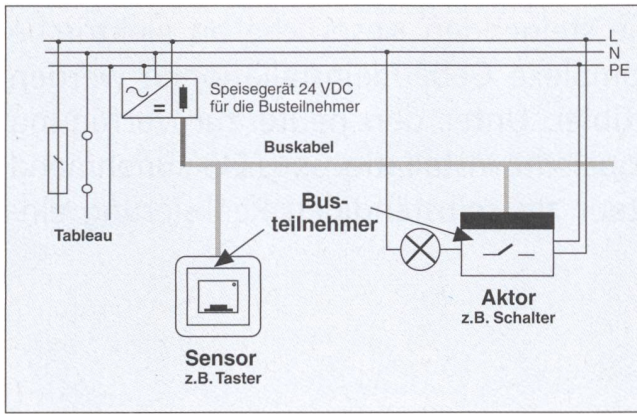 L
N
PE
Speisegerät 24 VDC
für die Busteilnehmer
Buskabel
Tableau
Bus-
teilnehmer
Aktor
z.B. Schalter
Sensor
z.B. Taster